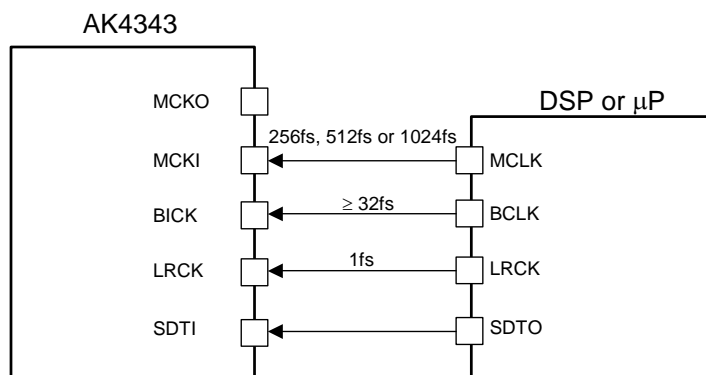 AK4343
DSP or μP
MCKO
256fs, 512fs or 1024fs
MCKI
MCLK
≥ 32fs
BICK
BCLK
1fs
LRCK
LRCK
SDTI
SDTO